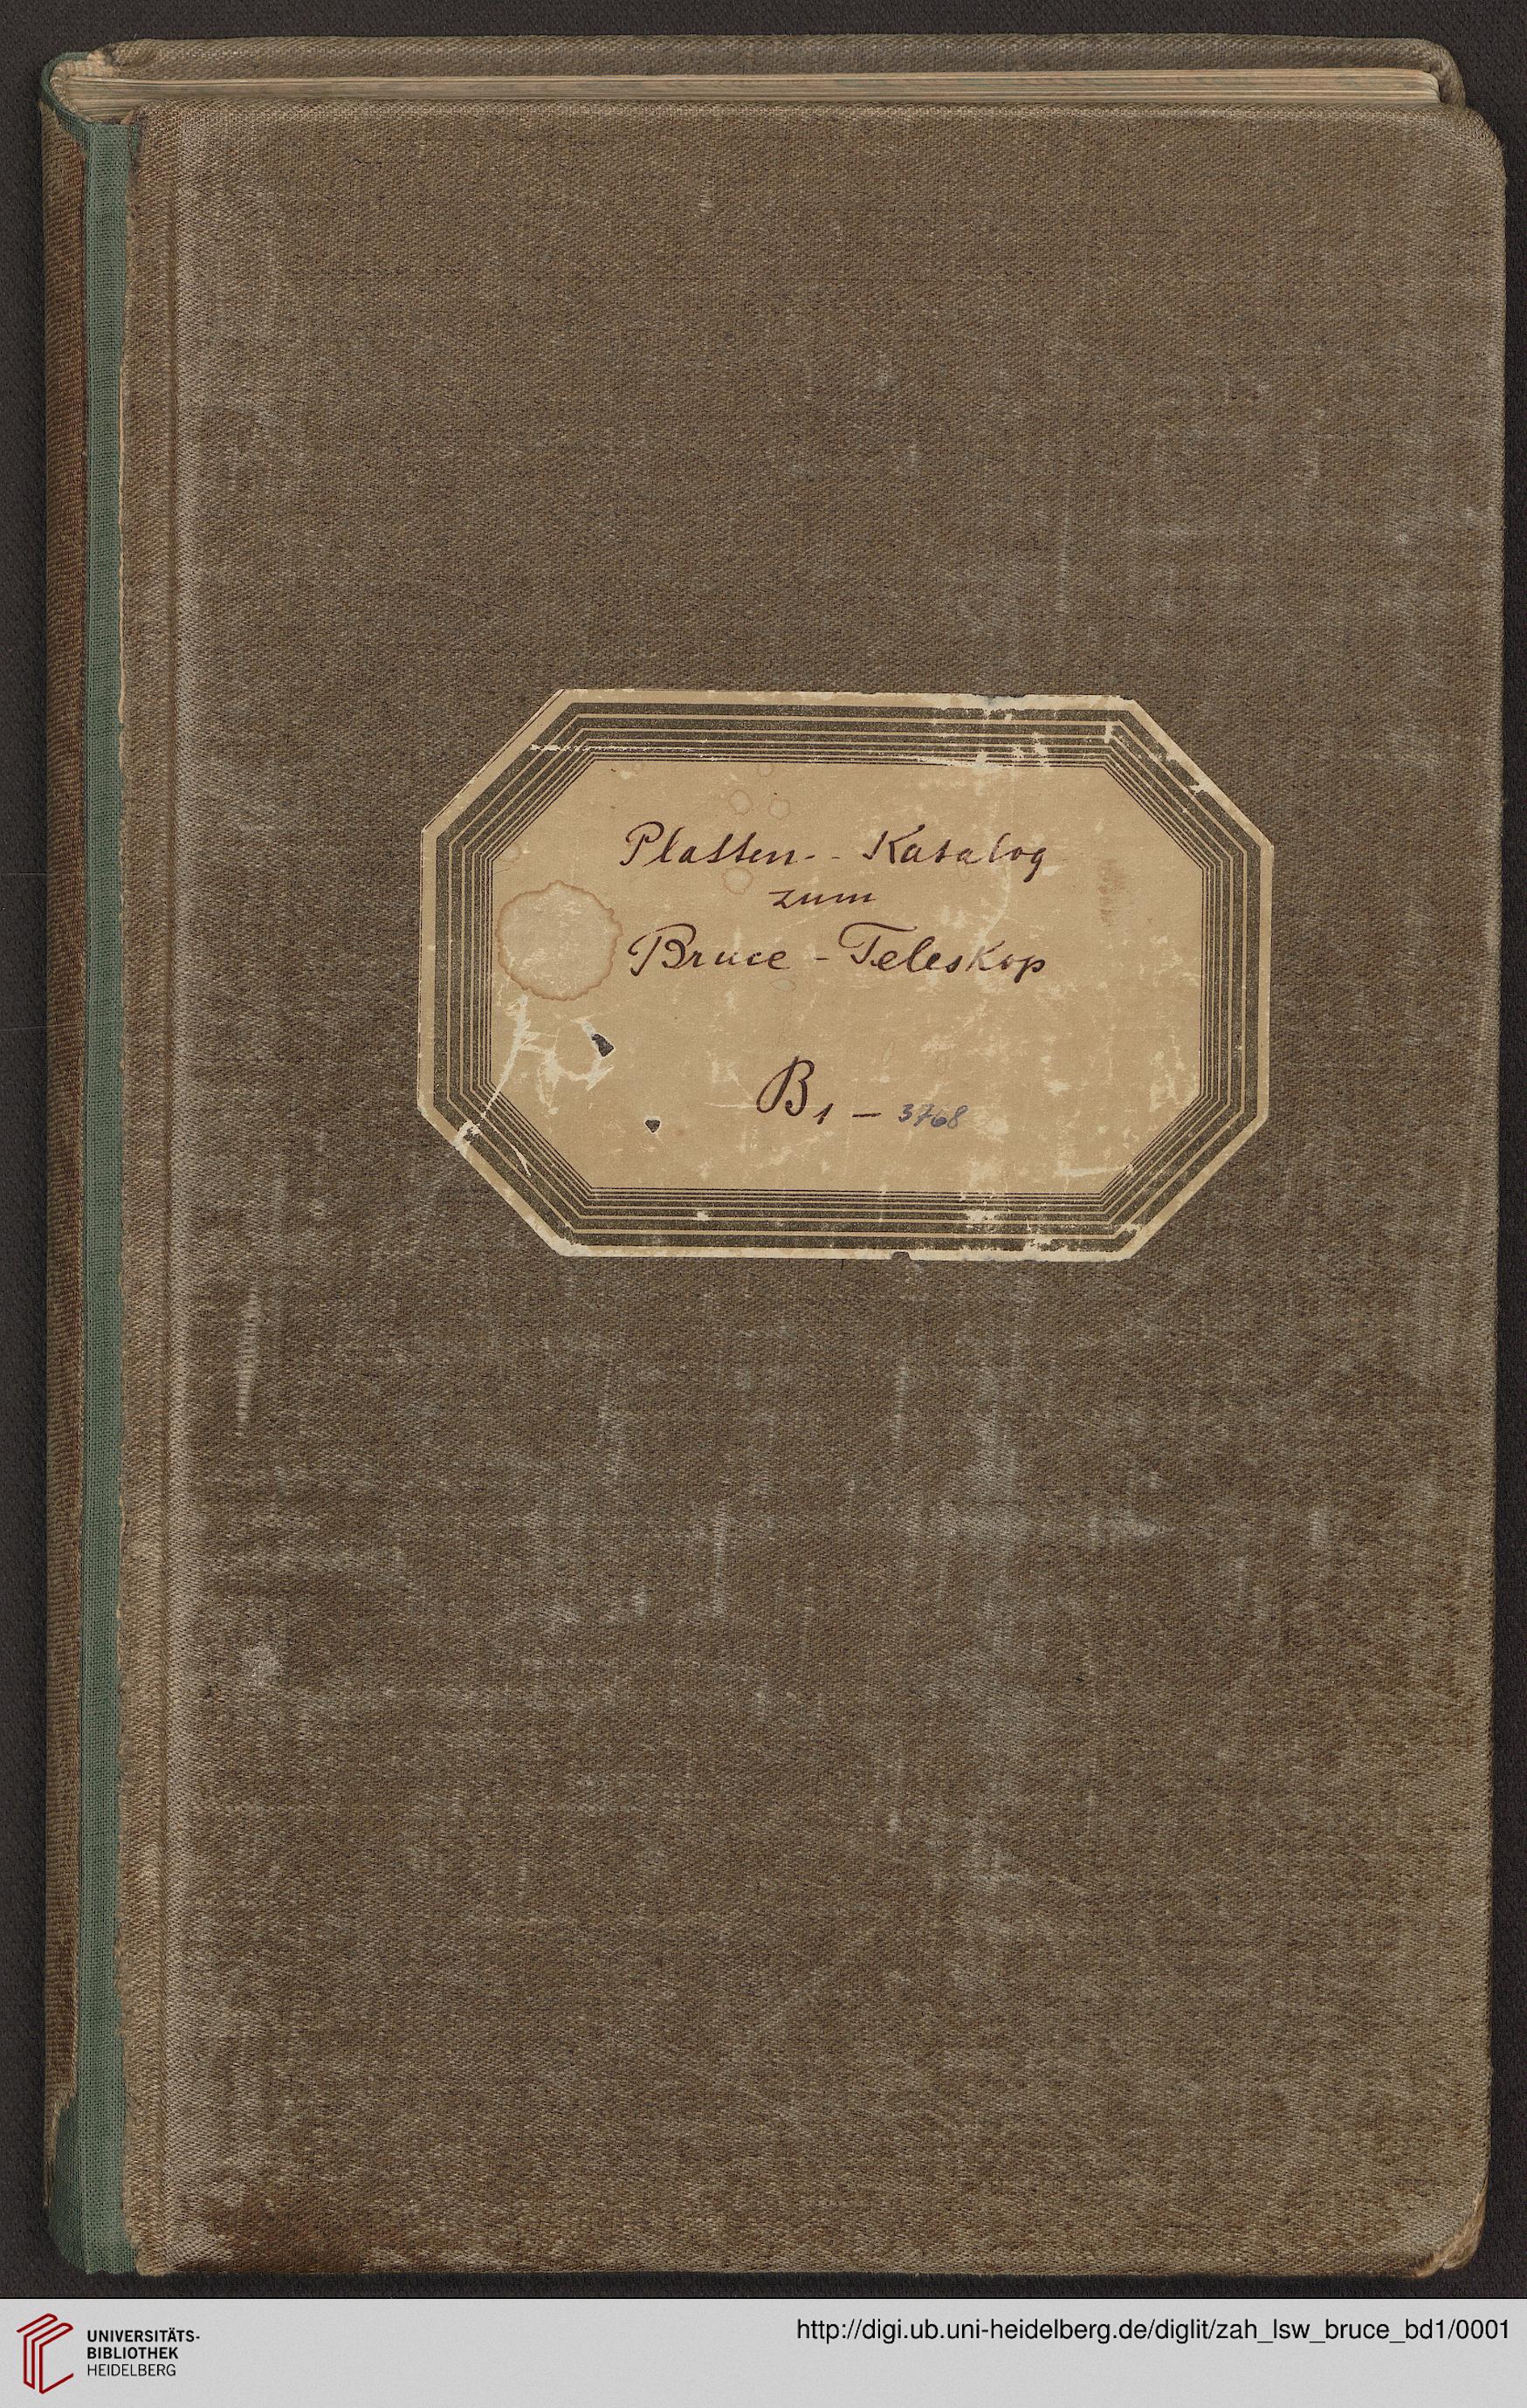 Platten-Katalog
zum
Bruce-Teleskop
B1 – 3768
UNIVERSITÄTS-
BIBLIOTHEK
HEIDELBERG
http://digi.ub.uni-heidelberg.de/diglit/zah_lsw_bruce_bd1/0001